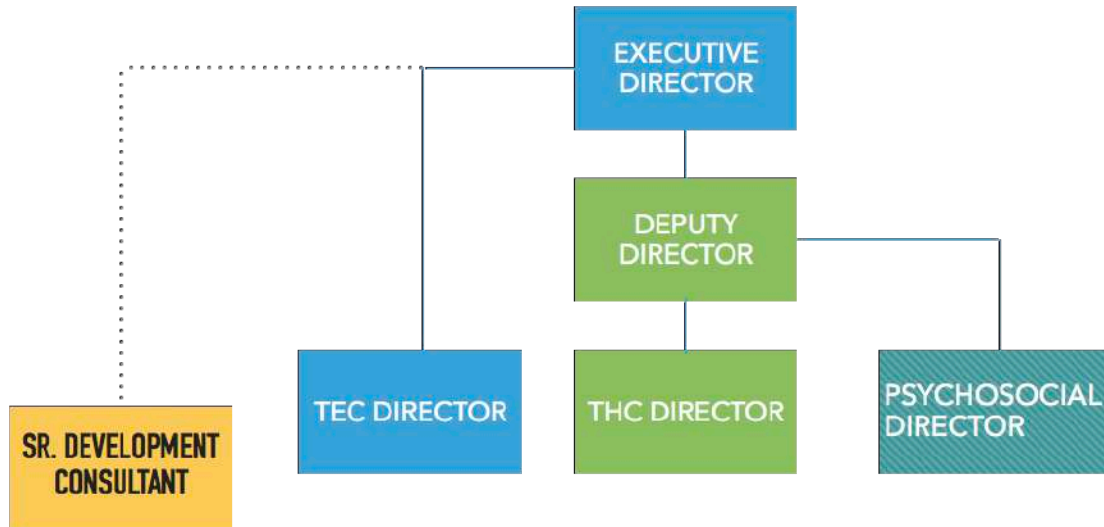 EXECUTIVE
DIRECTOR
DEPUTY
DIRECTOR
TEC DIRECTOR
THC DIRECTOR
PSYCHOSOCIAL
DIRECTOR
SR. DEVELOPMENT
CONSULTANT